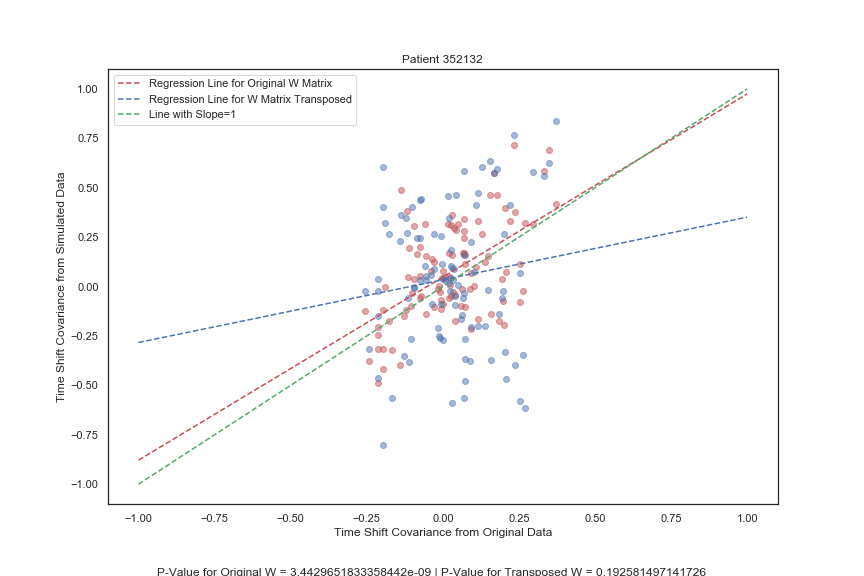 Patient 352132
Regression Line for Original W Matrix
Regression Line for W Matrix Transposed
Line with Slope=1
1.00
0.75
0.50
0.25
0.00
−0.25
−0.50
−0.75
−1.00
Time Shift Covariance from Simulated Data
−1.00 −0.75 −0.50 −0.25 0.00 0.25 0.50 0.75 1.00
Time Shift Covariance from Original Data
P-Value for Original W = 3.4429651833358442e-09 | P-Value for Transposed W = 0.192581497141726